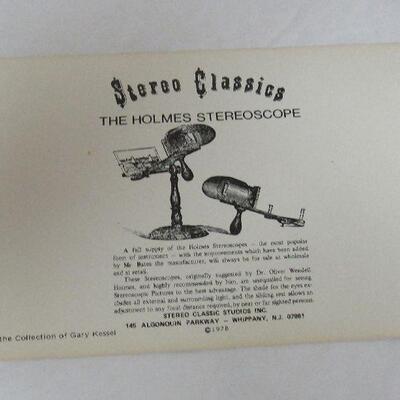 Stereo Classics
THE HOLMES STEREOSCOPE
A full supply of the Holmes Stereoscopes — the most popular
form of instrument — with the improvements which have been added
by Mr. Bates the manufacturer, will always be for sale at wholesale
and at retail.
These Stereoscopes, originally suggested by Dr. Oliver Wendell
Holmes, and highly recommended by him, are unequalled for seeing
Stereoscopic Pictures to the best advantage. The shade for the eyes ex-
cludes all external and surrounding light, and the sliding rest allows an
adjustment to any focal distance required, by near or far sighted persons.
STEREO CLASSIC STUDIOS INC.
145 ALGONQUIN PARKWAY — WHIPPANY, N.J. 07981
©1978
the Collection of Gary Kessel